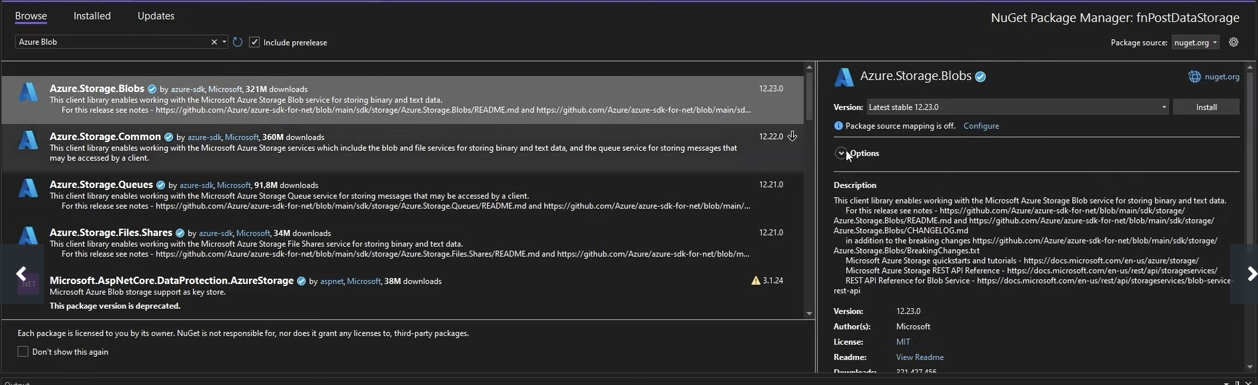 Browse Installed Updates
NuGet Package Manager: fnPostDataStorage
Azure Blob
Include prerelease
Package source: nuget.org
Azure.Storage.Blobs by azure-sdk, Microsoft, 321M downloads 12.23.0
This client library enables working with the Microsoft Azure Storage Blob service for storing binary and text data.
For this release see notes - https://github.com/Azure/azure-sdk-for-net/blob/main/sdk/storage/Azure.Storage.Blobs/README.md and https://github.com/Azure/azure-sdk-for-net/blob/main/sd...
Azure.Storage.Common by azure-sdk, Microsoft, 360M downloads 12.22.0
This client library enables working with the Microsoft Azure Storage services which include the blob and file services for storing binary and text data, and the queue service for storing messages that
may be accessed by a client.
Azure.Storage.Queues by azure-sdk, Microsoft, 91,8M downloads 12.21.0
This client library enables working with the Microsoft Azure Storage Queue service for storing messages that may be accessed by a client.
For this release see notes - https://github.com/Azure/azure-sdk-for-net/blob/main/sdk/storage/Azure.Storage.Queues/README.md and https://github.com/Azure/azure-sdk-for-net/blob/main/...
Azure.Storage.Files.Shares by azure-sdk, Microsoft, 34M downloads 12.21.0
This client library enables working with the Microsoft Azure Storage File Shares service for storing binary and text data.
For this release see notes - https://github.com/Azure/azure-sdk-for-net/blob/main/sdk/storage/Azure.Storage.Files.Shares/README.md and https://github.com/Azure/azure-sdk-for-net/blob/m...
.NET
Microsoft.AspNetCore.DataProtection.AzureStorage by aspnet, Microsoft, 38M downloads 3.1.24
Microsoft Azure Blob storage support as key store.
This package version is deprecated.
Each package is licensed to you by its owner. NuGet is not responsible for, nor does it grant any licenses to, third-party packages.
Don't show this again
Azure.Storage.Blobs nuget.org
Version: Latest stable 12.23.0 Install
Package source mapping is off. Configure
Options
Description
This client library enables working with the Microsoft Azure Storage Blob service for storing binary and text data.
For this release see notes - https://github.com/Azure/azure-sdk-for-net/blob/main/sdk/storage/
Azure.Storage.Blobs/README.md and https://github.com/Azure/azure-sdk-for-net/blob/main/sdk/storage/
Azure.Storage.Blobs/CHANGELOG.md
in addition to the breaking changes https://github.com/Azure/azure-sdk-for-net/blob/main/sdk/storage/
Azure.Storage.Blobs/BreakingChanges.txt
Microsoft Azure Storage quickstarts and tutorials - https://docs.microsoft.com/en-us/azure/storage/
Microsoft Azure Storage REST API Reference - https://docs.microsoft.com/en-us/rest/api/storageservices/
REST API Reference for Blob Service - https://docs.microsoft.com/en-us/rest/api/storageservices/blob-service-
rest-api
Version: 12.23.0
Author(s): Microsoft
License: MIT
Readme: View Readme
Downloads: 321,427,456
Output